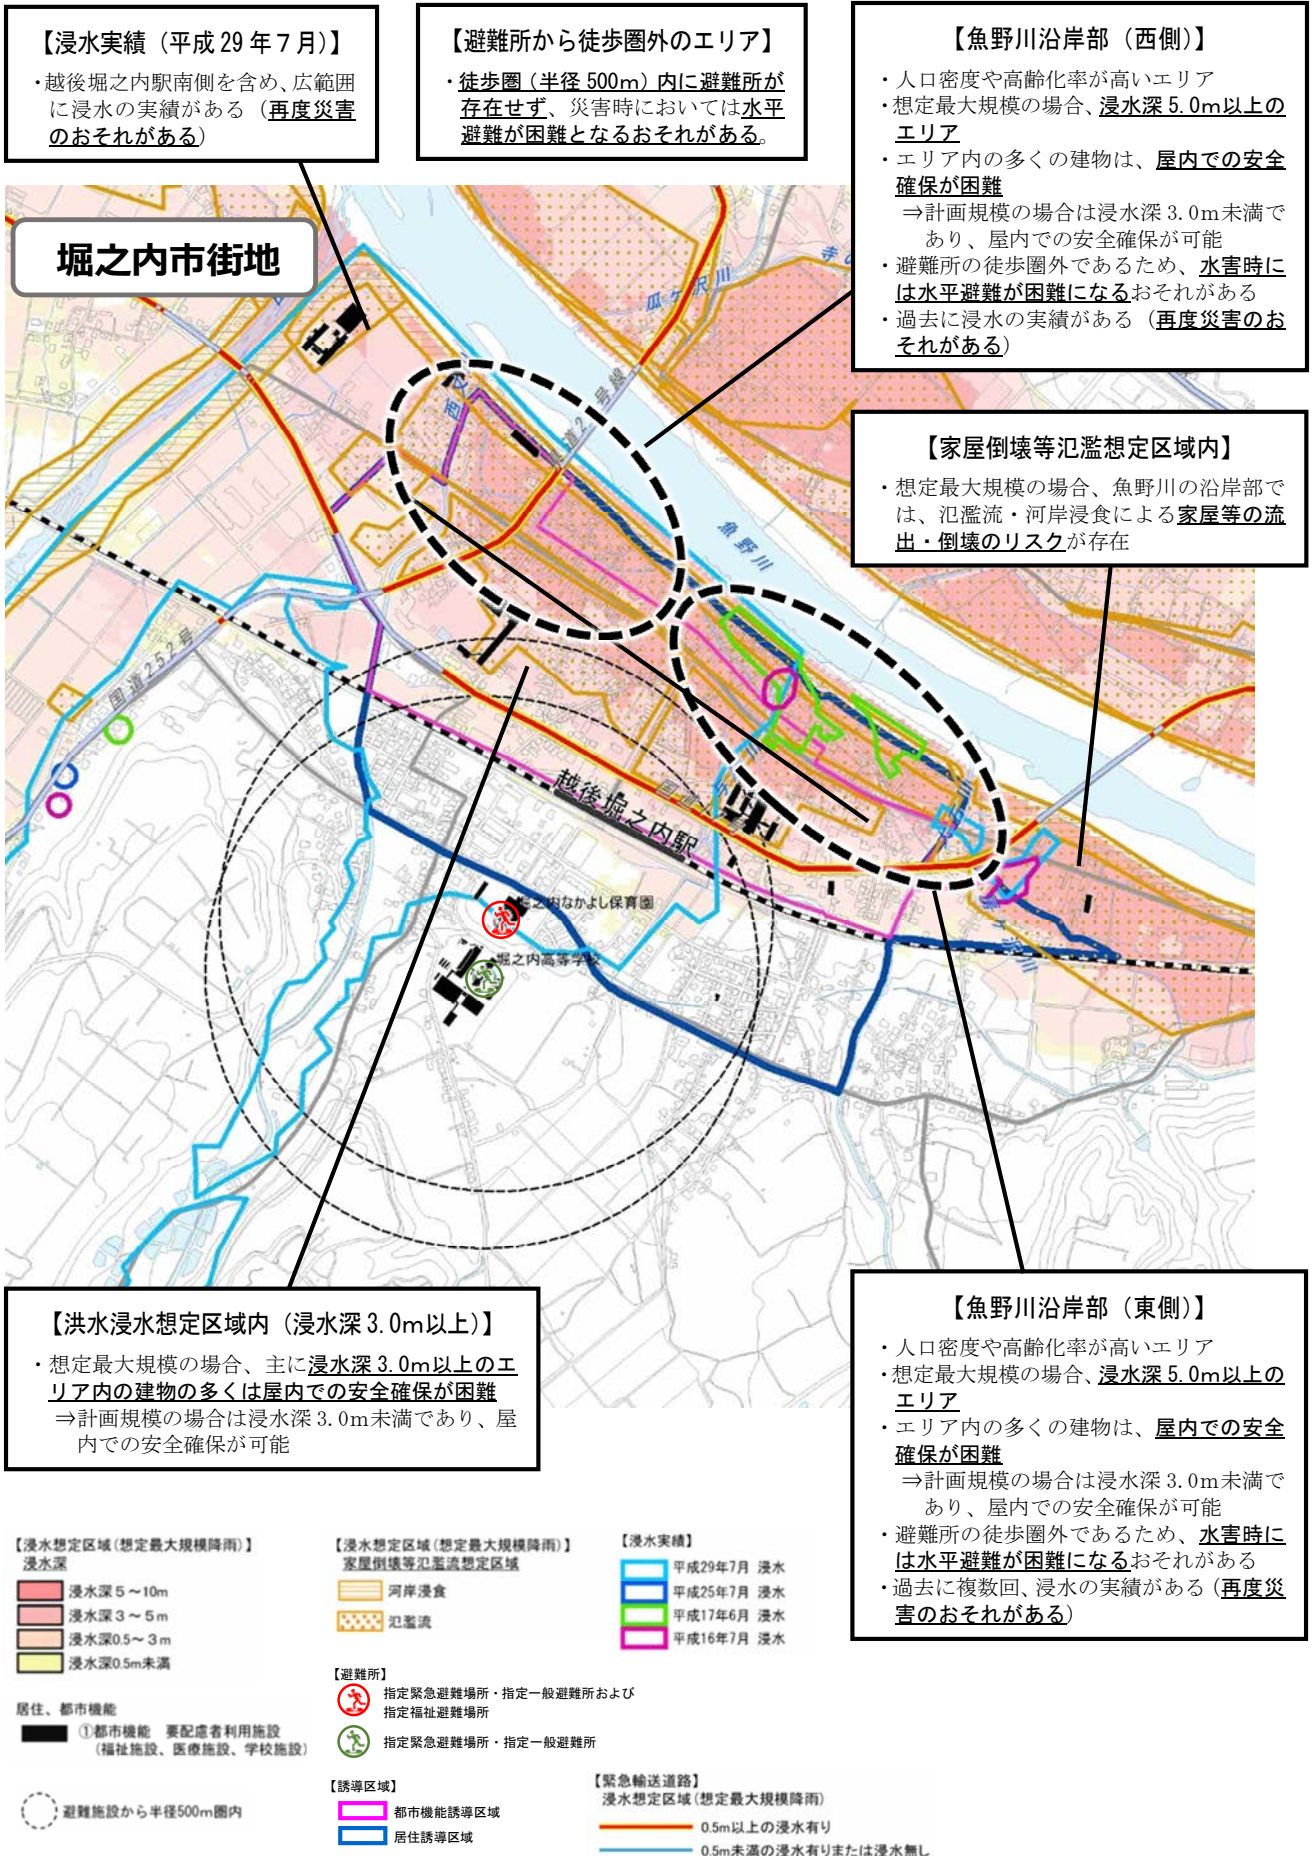 【浸水実績（平成29年7月）】
・越後堀之内駅南側を含め、広範囲
に浸水の実績がある（再度災害
のおそれがある）
【避難所から徒歩圏外のエリア】
・徒歩圏（半径500m）内に避難所が
存在せず、災害時においては水平
避難が困難となるおそれがある。
【魚野川沿岸部（西側）】
・人口密度や高齢化率が高いエリア
・想定最大規模の場合、浸水深5.0m以上の
エリア
・エリア内の多くの建物は、屋内での安全
確保が困難
⇒計画規模の場合は浸水深3.0m未満で
あり、屋内での安全確保が可能
・避難所の徒歩圏外であるため、水害時に
は水平避難が困難になるおそれがある
・過去に浸水の実績がある（再度災害のお
それがある）
堀之内市街地
瓜ヶ沢川
魚野川
国道252号
越後堀之内駅
堀之内なかよし保育園
堀之内高等学校
【家屋倒壊等氾濫想定区域内】
・想定最大規模の場合、魚野川の沿岸部で
は、氾濫流・河岸浸食による家屋等の流
出・倒壊のリスクが存在
【洪水浸水想定区域内（浸水深3.0m以上）】
・想定最大規模の場合、主に浸水深3.0m以上のエ
リア内の建物の多くは屋内での安全確保が困難
⇒計画規模の場合は浸水深3.0m未満であり、屋
内での安全確保が可能
【魚野川沿岸部（東側）】
・人口密度や高齢化率が高いエリア
・想定最大規模の場合、浸水深5.0m以上の
エリア
・エリア内の多くの建物は、屋内での安全
確保が困難
⇒計画規模の場合は浸水深3.0m未満で
あり、屋内での安全確保が可能
・避難所の徒歩圏外であるため、水害時に
は水平避難が困難になるおそれがある
・過去に複数回、浸水の実績がある（再度災
害のおそれがある）
【浸水想定区域(想定最大規模降雨)】
浸水深
浸水深5～10m
浸水深3～5m
浸水深0.5～3m
浸水深0.5m未満
居住、都市機能
①都市機能　要配慮者利用施設
（福祉施設、医療施設、学校施設）
避難施設から半径500m圏内
【浸水想定区域(想定最大規模降雨)】
家屋倒壊等氾濫流想定区域
河岸浸食
氾濫流
【避難所】
指定緊急避難場所・指定一般避難所および
指定福祉避難場所
指定緊急避難場所・指定一般避難所
【誘導区域】
都市機能誘導区域
居住誘導区域
【浸水実績】
平成29年7月 浸水
平成25年7月 浸水
平成17年6月 浸水
平成16年7月 浸水
【緊急輸送道路】
浸水想定区域(想定最大規模降雨)
0.5m以上の浸水有り
0.5m未満の浸水有りまたは浸水無し